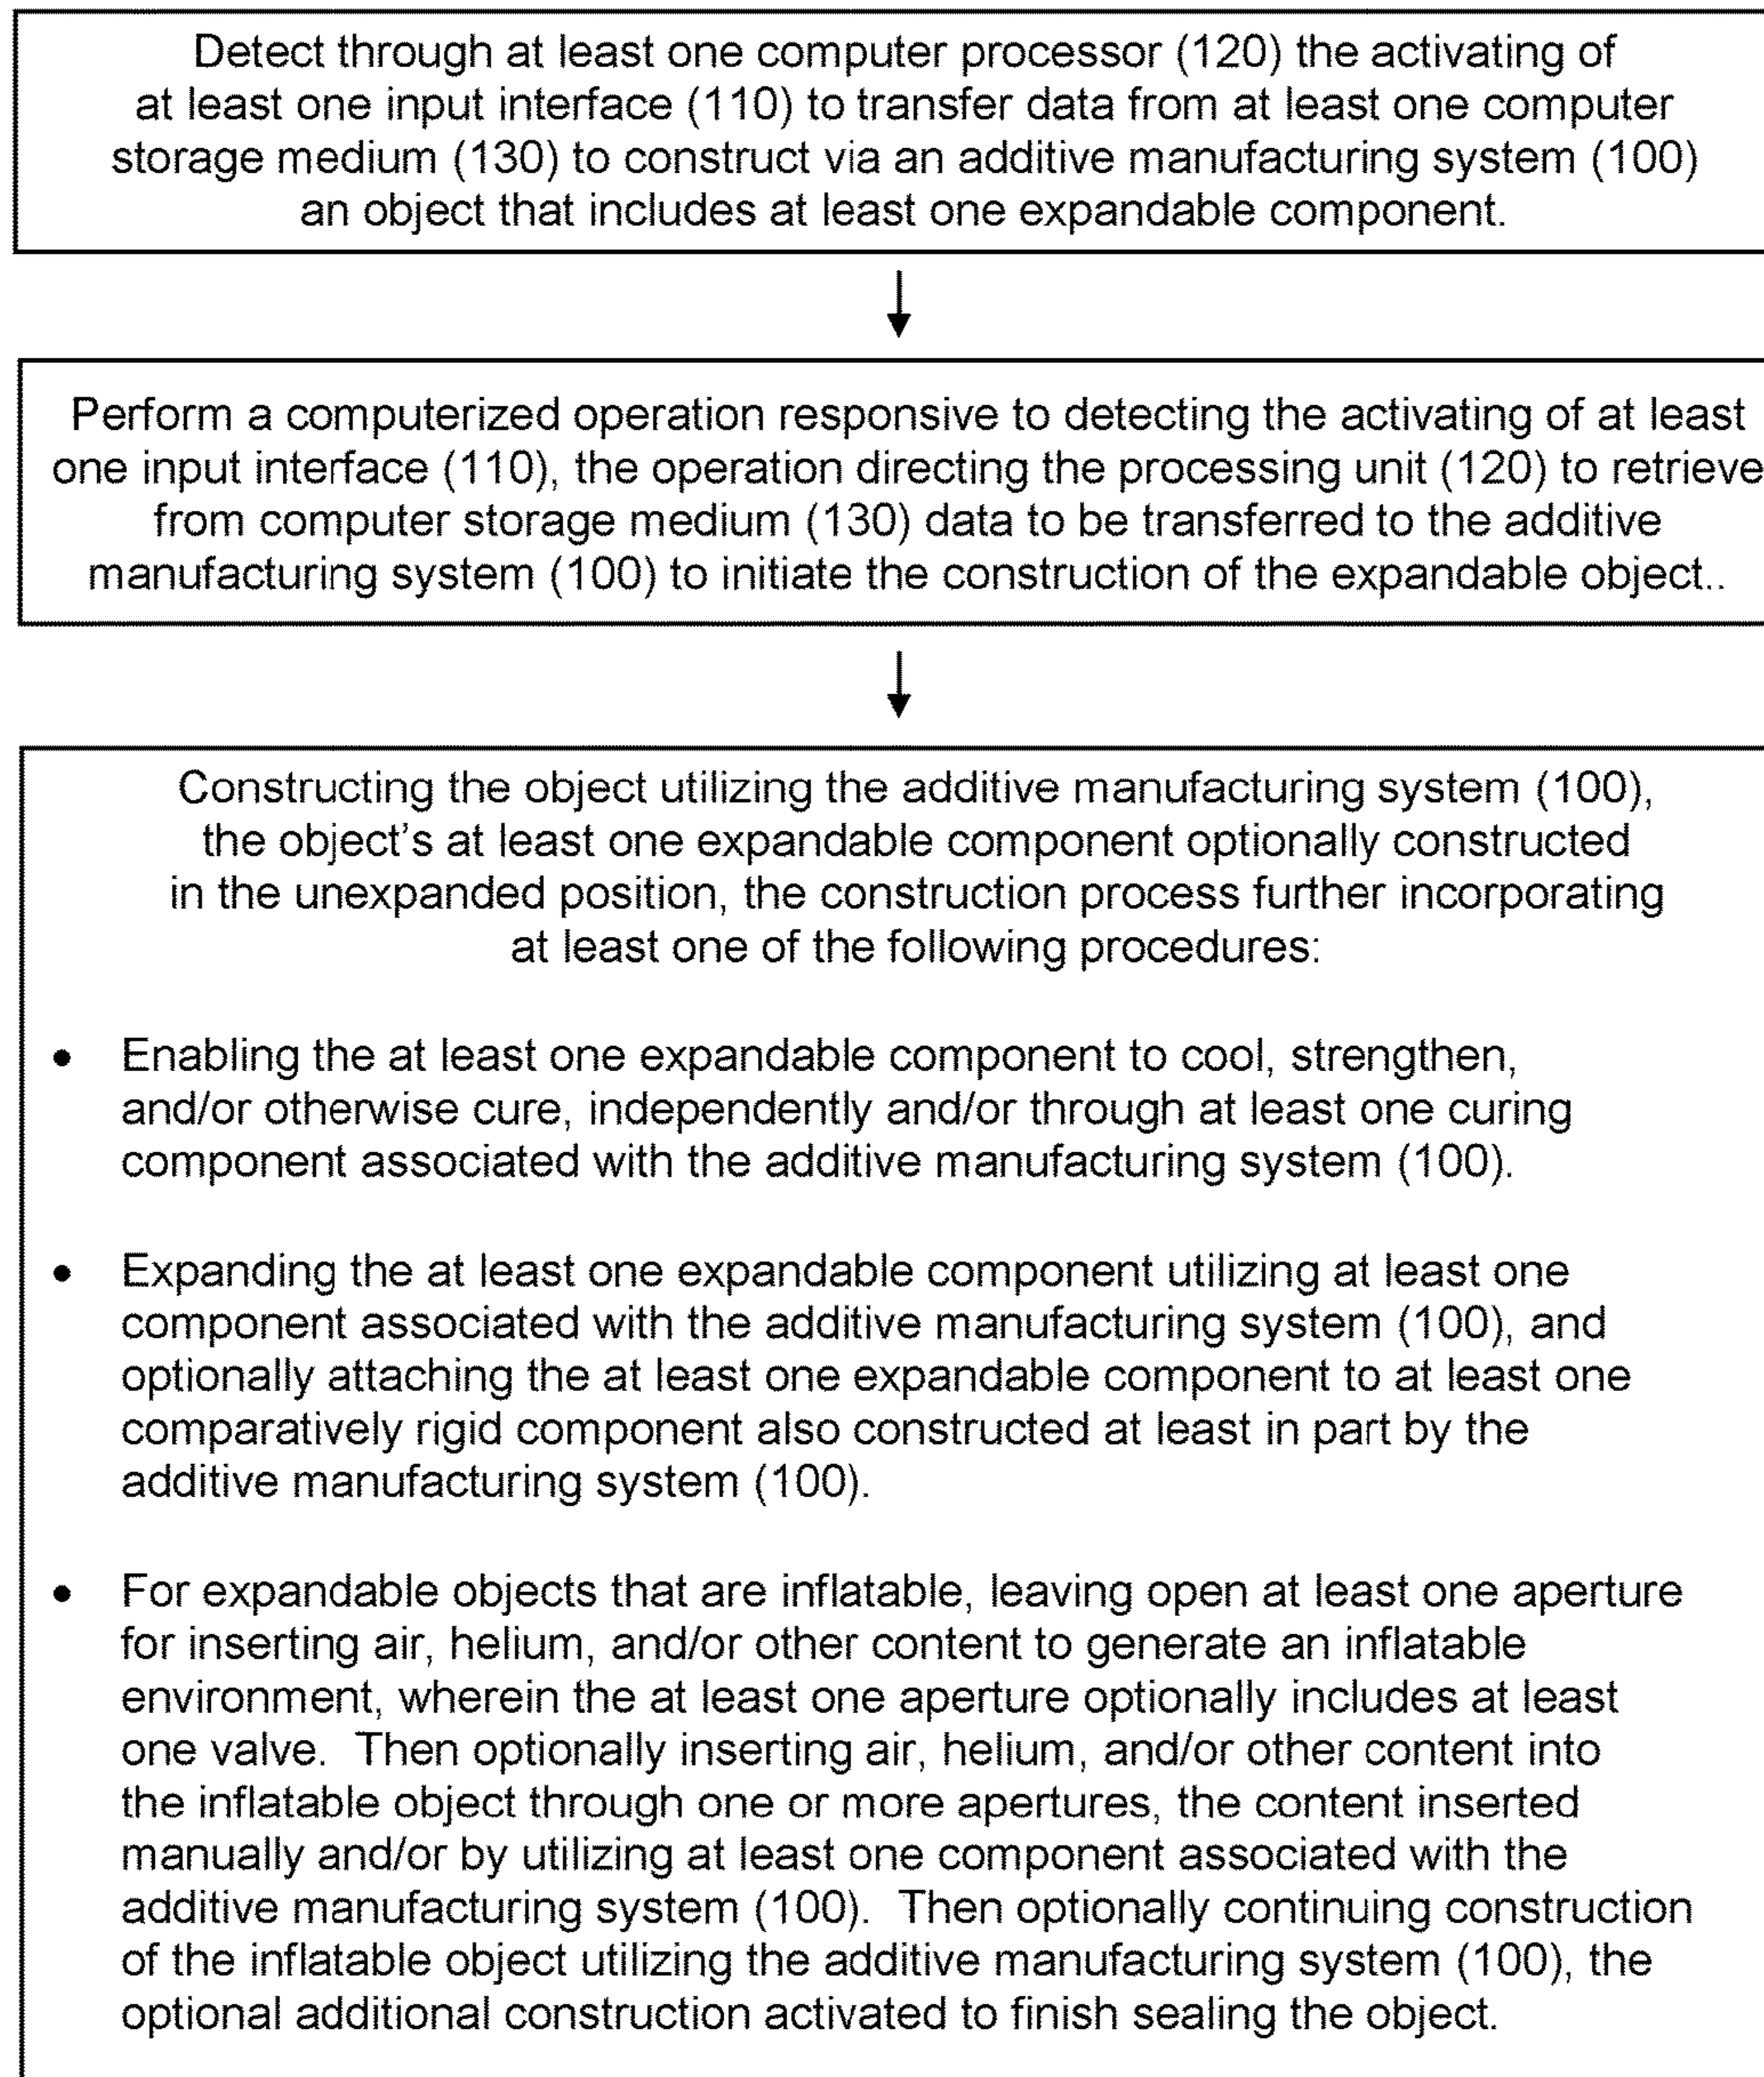 Detect through at least one computer processor (120) the activating of
at least one input interface (110) to transfer data from at least one computer
storage medium (130) to construct via an additive manufacturing system (100)
an object that includes at least one expandable component.
Perform a computerized operation responsive to detecting the activating of at least
one input interface (110), the operation directing the processing unit (120) to retrieve
from computer storage medium (130) data to be transferred to the additive
manufacturing system (100) to initiate the construction of the expandable object..
Constructing the object utilizing the additive manufacturing system (100),
the object's at least one expandable component optionally constructed
in the unexpanded position, the construction process further incorporating
at least one of the following procedures:
• Enabling the at least one expandable component to cool, strengthen,
and/or otherwise cure, independently and/or through at least one curing
component associated with the additive manufacturing system (100).
• Expanding the at least one expandable component utilizing at least one
component associated with the additive manufacturing system (100), and
optionally attaching the at least one expandable component to at least one
comparatively rigid component also constructed at least in part by the
additive manufacturing system (100).
• For expandable objects that are inflatable, leaving open at least one aperture
for inserting air, helium, and/or other content to generate an inflatable
environment, wherein the at least one aperture optionally includes at least
one valve. Then optionally inserting air, helium, and/or other content into
the inflatable object through one or more apertures, the content inserted
manually and/or by utilizing at least one component associated with the
additive manufacturing system (100). Then optionally continuing construction
of the inflatable object utilizing the additive manufacturing system (100), the
optional additional construction activated to finish sealing the object.